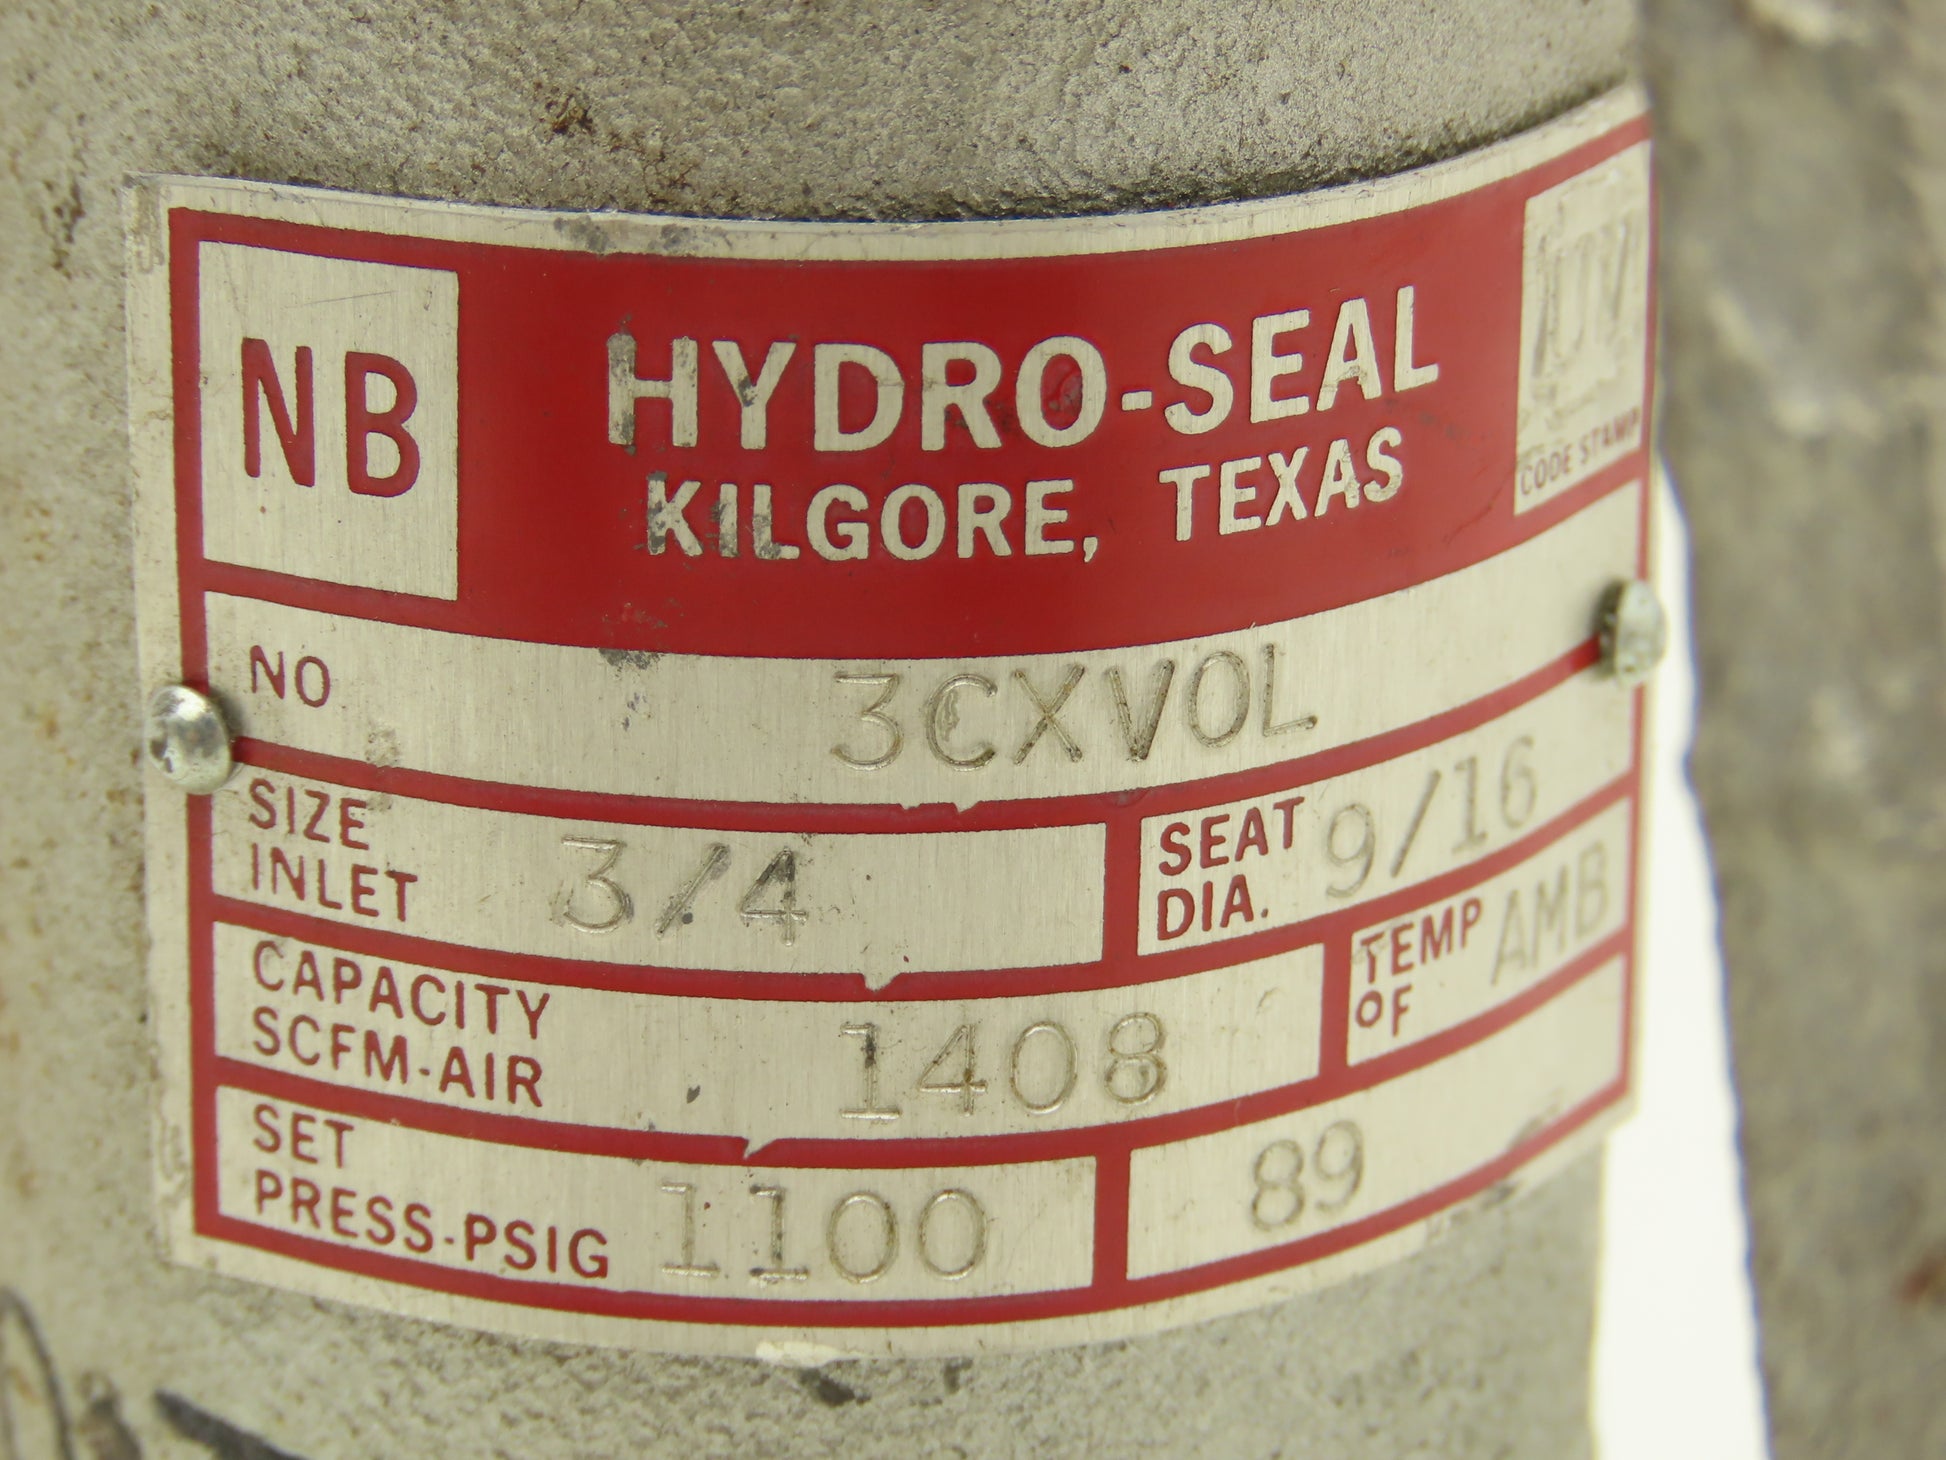 NB
HYDRO-SEAL
KILGORE, TEXAS
UV
CODE STAMP
NO 3CXVOL
SIZE INLET 3/4
SEAT DIA. 9/16
CAPACITY SCFM-AIR 1408
TEMP OF AMB
SET PRESS-PSIG 1100
89